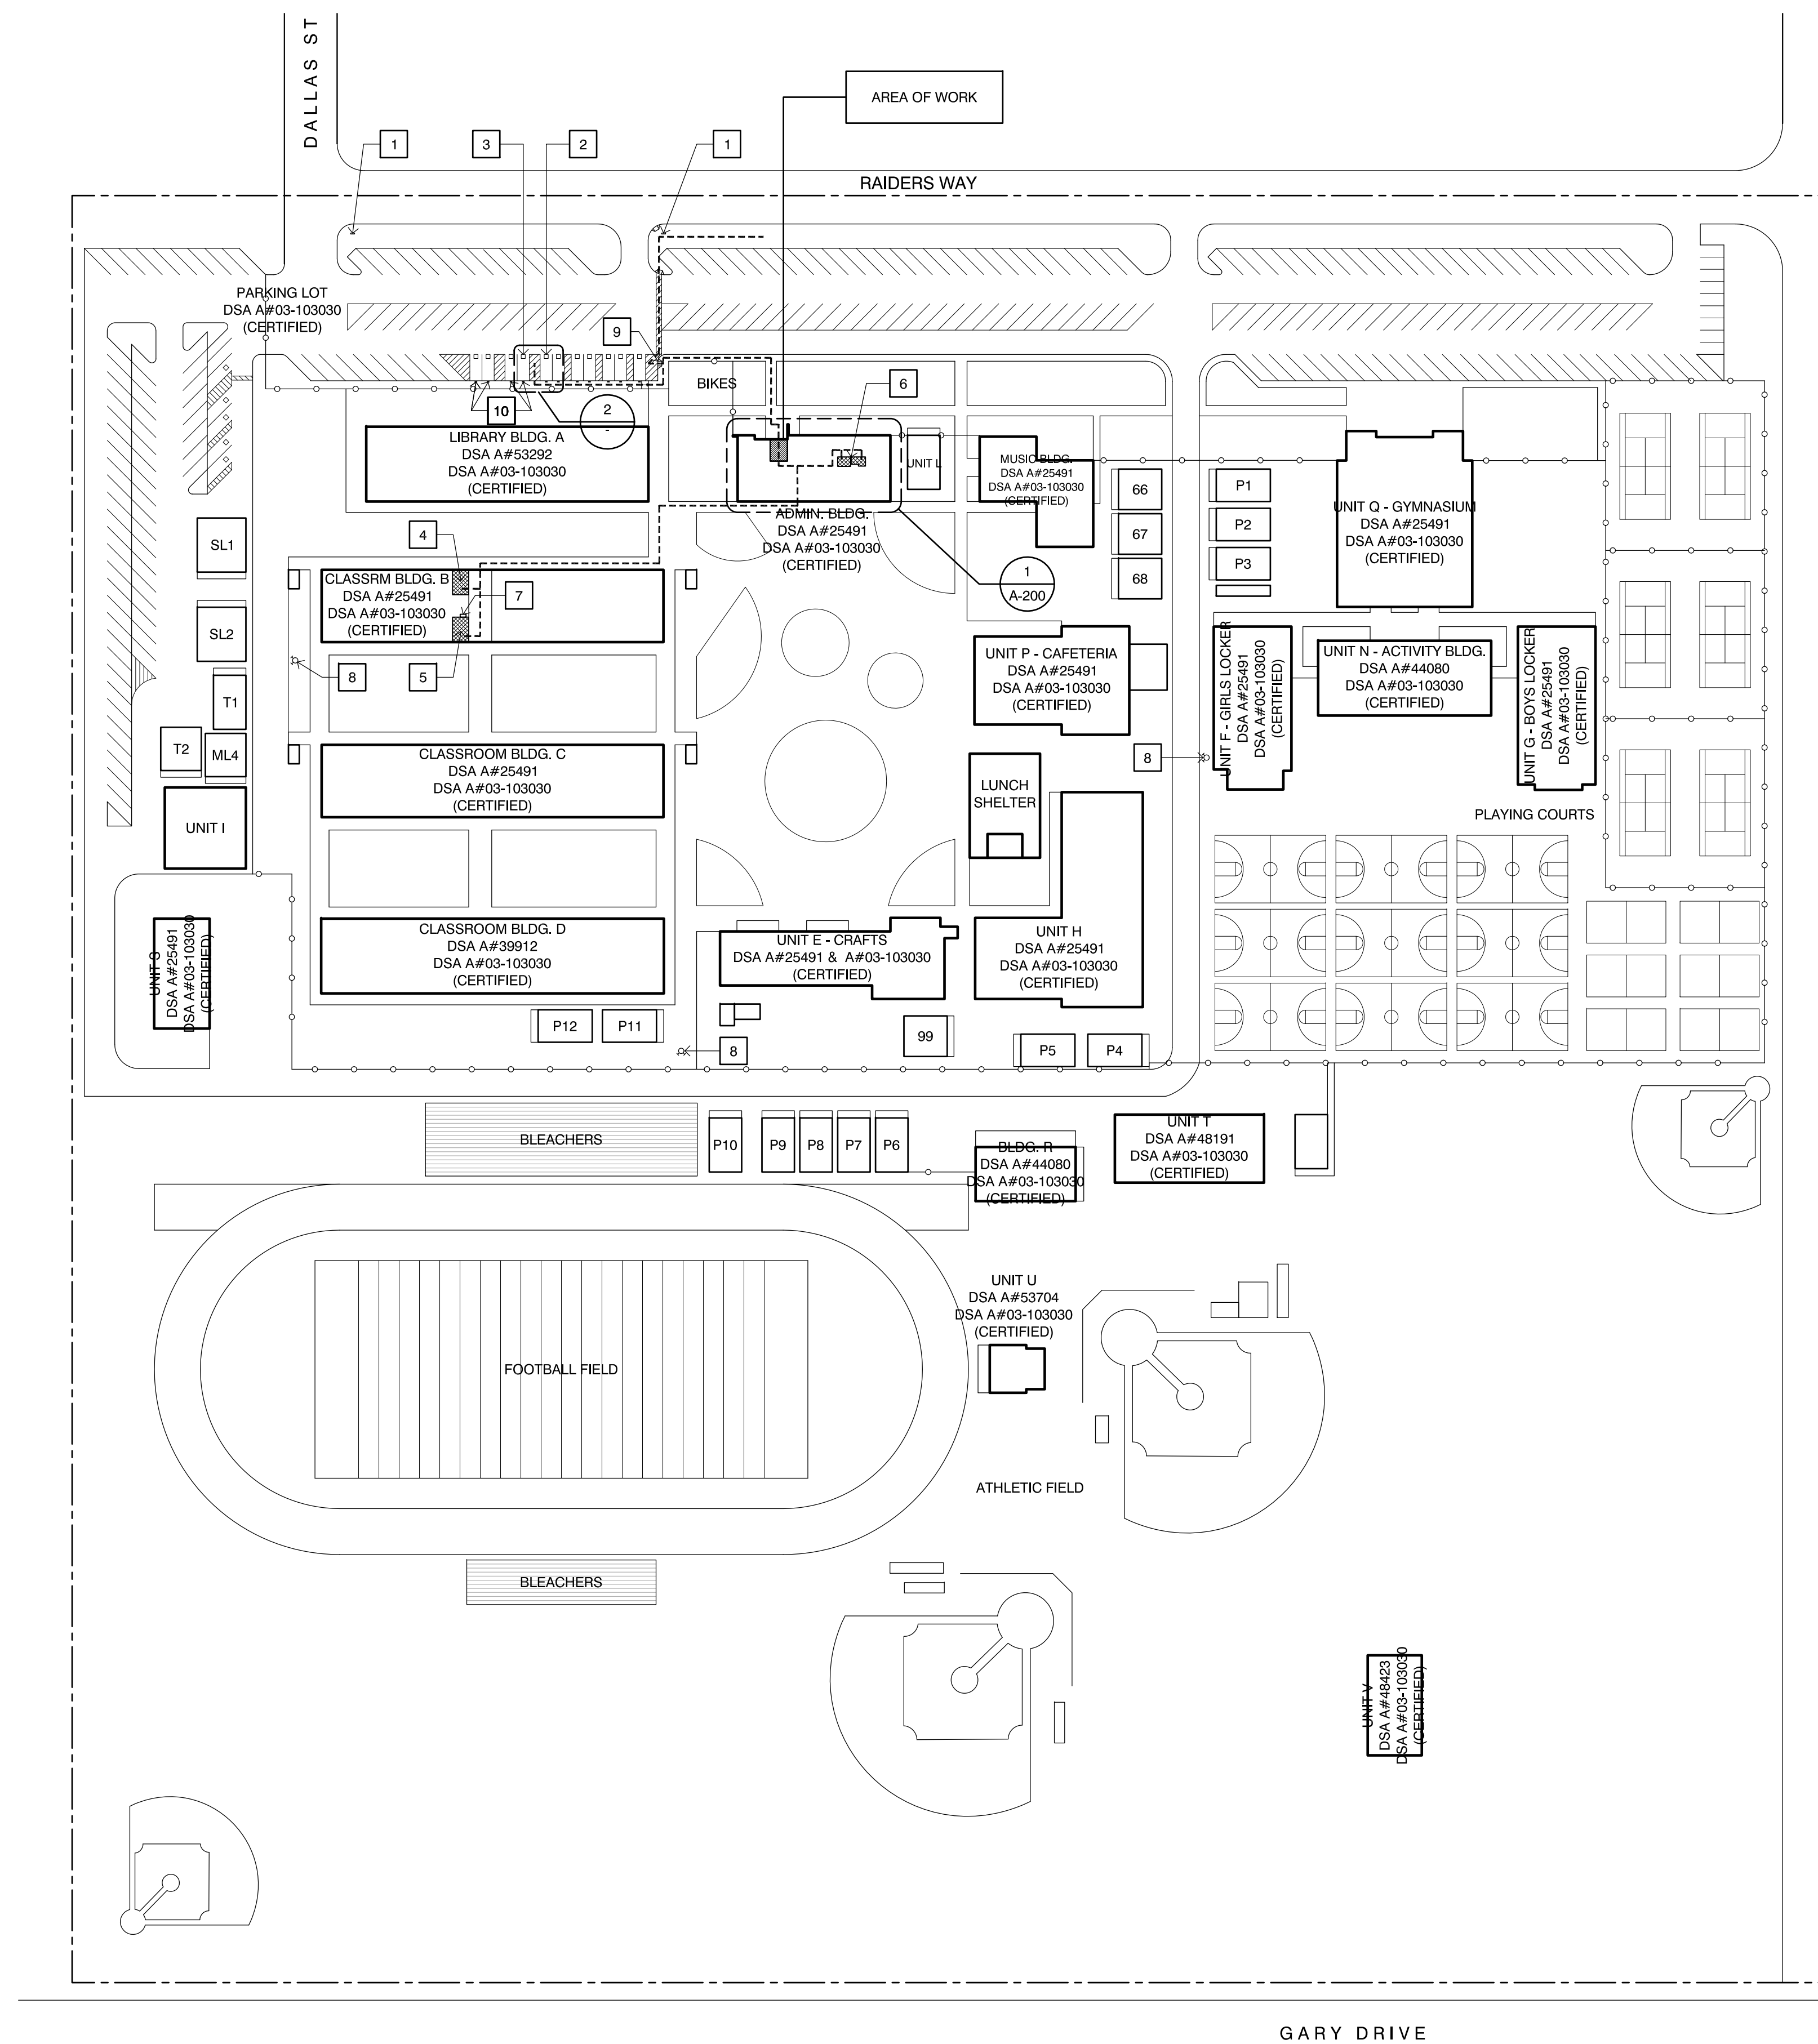 DALLAS ST
AREA OF WORK
1
3
2
1
RAIDERS WAY
PARKING LOT
DSA A#03-103030
(CERTIFIED)
9
BIKES
6
10
2
-
LIBRARY BLDG. A
DSA A#53292
DSA A#03-103030
(CERTIFIED)
UNIT L
MUSIC BLDG.
DSA A#25491
DSA A#03-103030
(CERTIFIED)
66
67
68
P1
P2
P3
UNIT Q - GYMNASIUM
DSA A#25491
DSA A#03-103030
(CERTIFIED)
ADMIN. BLDG.
DSA A#25491
DSA A#03-103030
(CERTIFIED)
1
A-200
SL1
4
CLASSRM BLDG. B
DSA A#25491
DSA A#03-103030
(CERTIFIED)
7
SL2
8
5
T1
T2
ML4
UNIT I
UNIT P - CAFETERIA
DSA A#25491
DSA A#03-103030
(CERTIFIED)
UNIT F - GIRLS LOCKER
DSA A#25491
DSA A#03-103030
(CERTIFIED)
UNIT N - ACTIVITY BLDG.
DSA A#44080
DSA A#03-103030
(CERTIFIED)
UNIT G - BOYS LOCKER
DSA A#25491
DSA A#03-103030
(CERTIFIED)
8
CLASSROOM BLDG. C
DSA A#25491
DSA A#03-103030
(CERTIFIED)
LUNCH
SHELTER
PLAYING COURTS
UNIT S
DSA A#25491
DSA A#03-103030
(CERTIFIED)
CLASSROOM BLDG. D
DSA A#39912
DSA A#03-103030
(CERTIFIED)
UNIT E - CRAFTS
DSA A#25491 & A#03-103030
(CERTIFIED)
UNIT H
DSA A#25491
DSA A#03-103030
(CERTIFIED)
P12
P11
8
99
P5
P4
BLEACHERS
P10
P9
P8
P7
P6
BLDG. R
DSA A#44080
DSA A#03-103030
(CERTIFIED)
UNIT T
DSA A#48191
DSA A#03-103030
(CERTIFIED)
UNIT U
DSA A#53704
DSA A#03-103030
(CERTIFIED)
FOOTBALL FIELD
ATHLETIC FIELD
BLEACHERS
UNIT V
DSA A#48423
DSA A#03-103030
(CERTIFIED)
GARY DRIVE